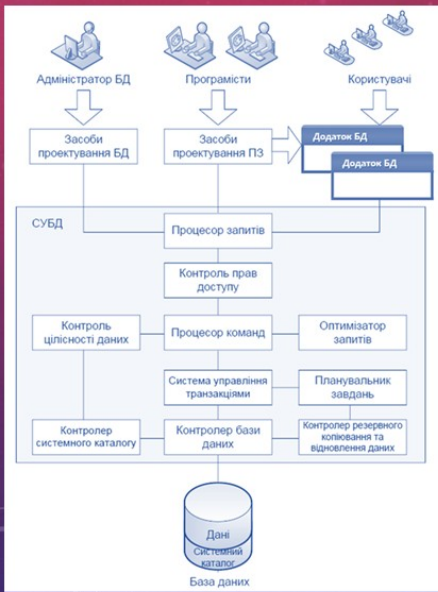 Адміністратор БД
Програмісти
Користувачі
Засоби
проектування БД
Засоби
проектування ПЗ
Додаток БД
Додаток БД
СУБД
Процесор запитів
Контроль прав
доступу
Контроль
цілісності даних
Процесор команд
Оптимізатор
запитів
Система управління
транзакціями
Планувальник
завдань
Контролер
системного каталогу
Контролер бази
даних
Контролер резервного
копіювання та
відновлення даних
Дані
Системний
каталог
База даних